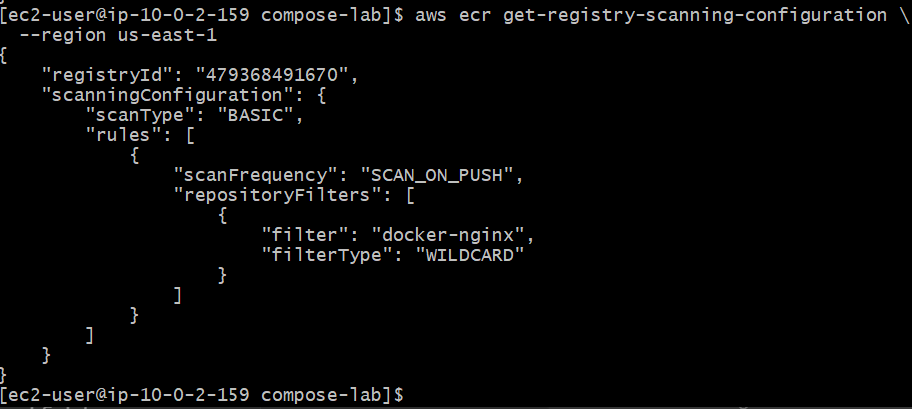 [ec2-user@ip-10-0-2-159 compose-lab]$ aws ecr get-registry-scanning-configuration \
  --region us-east-1
{
    "registryId": "479368491670",
    "scanningConfiguration": {
        "scanType": "BASIC",
        "rules": [
            {
                "scanFrequency": "SCAN_ON_PUSH",
                "repositoryFilters": [
                    {
                        "filter": "docker-nginx",
                        "filterType": "WILDCARD"
                    }
                ]
            }
        ]
    }
}
[ec2-user@ip-10-0-2-159 compose-lab]$